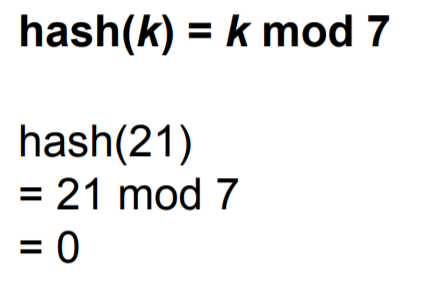 hash(k) = k mod 7
hash(21)
= 21 mod 7
= 0